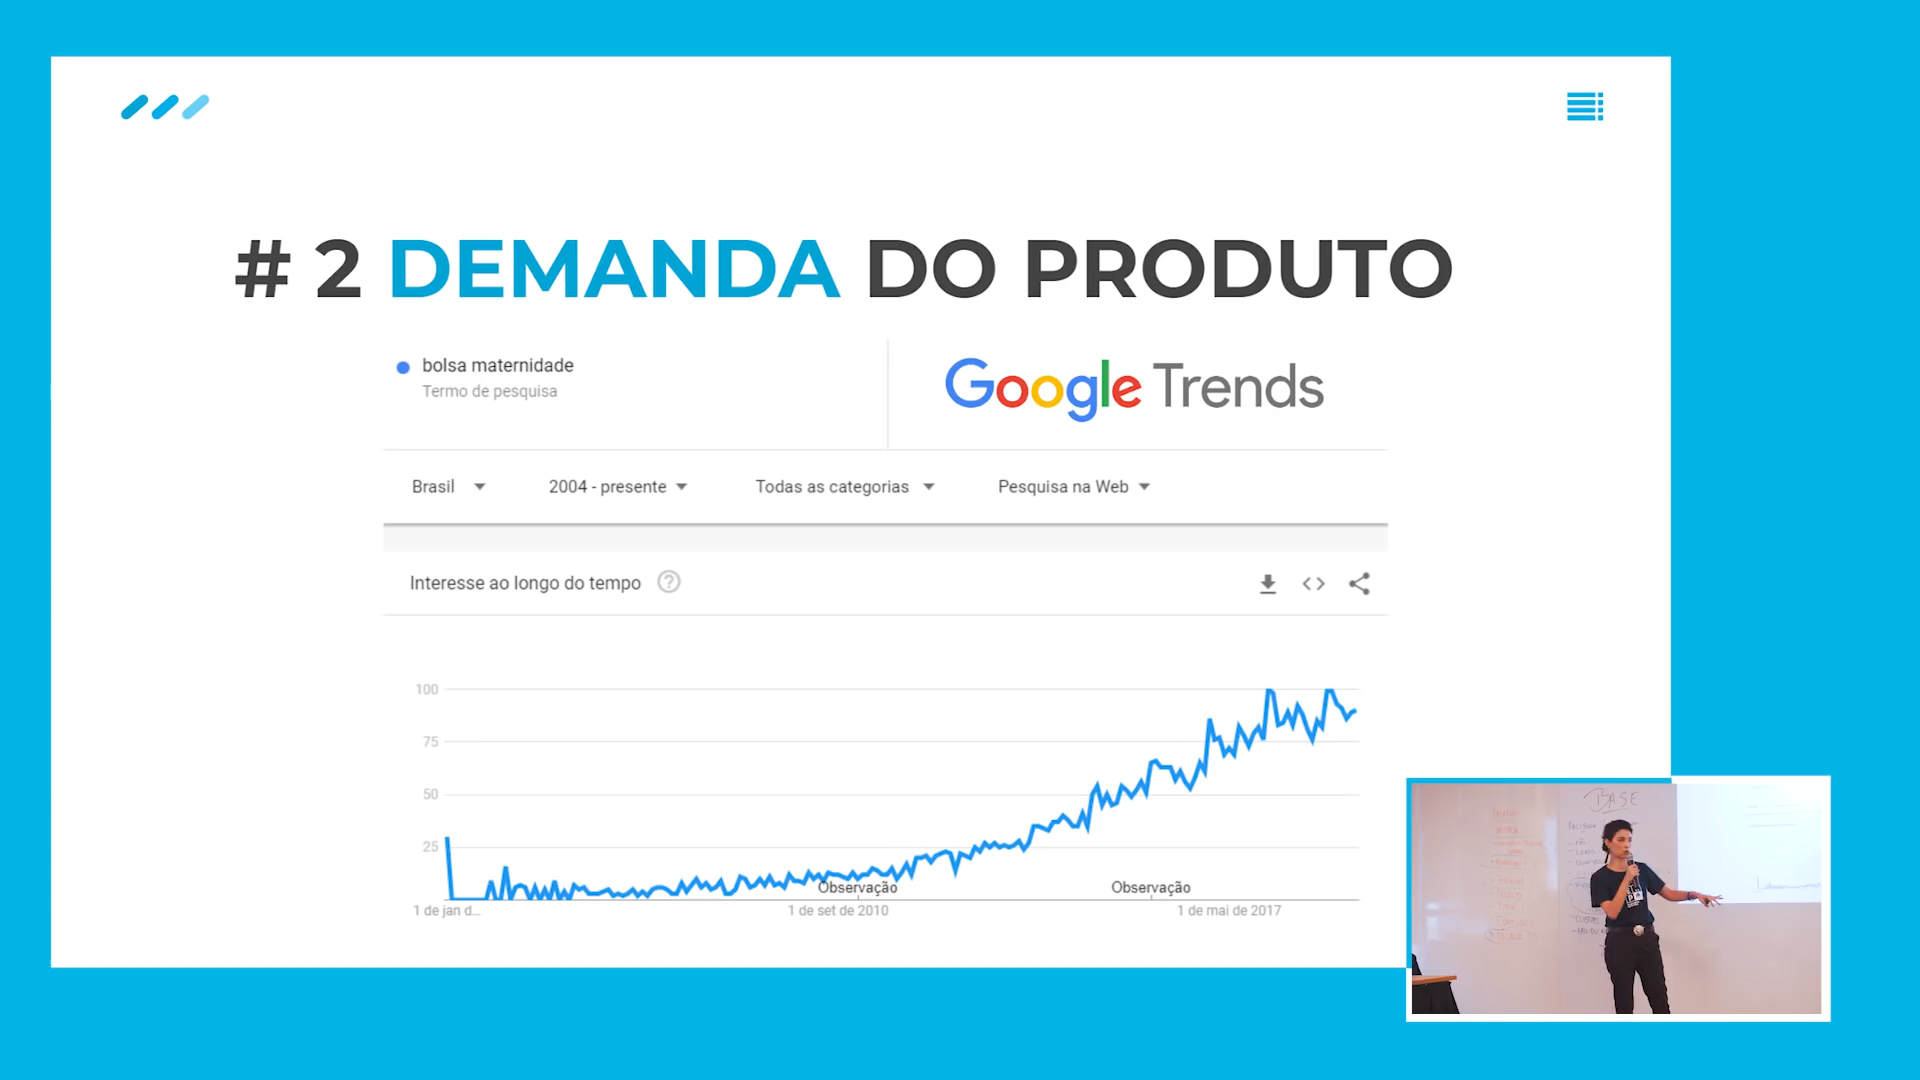 # 2 DEMANDA DO PRODUTO
bolsa maternidade
Termo de pesquisa
Google Trends
Brasil
2004 - presente
Todas as categorias
Pesquisa na Web
Interesse ao longo do tempo
100
75
50
25
Observação
Observação
1 de jan d...
1 de set de 2010
1 de mai de 2017
BASE